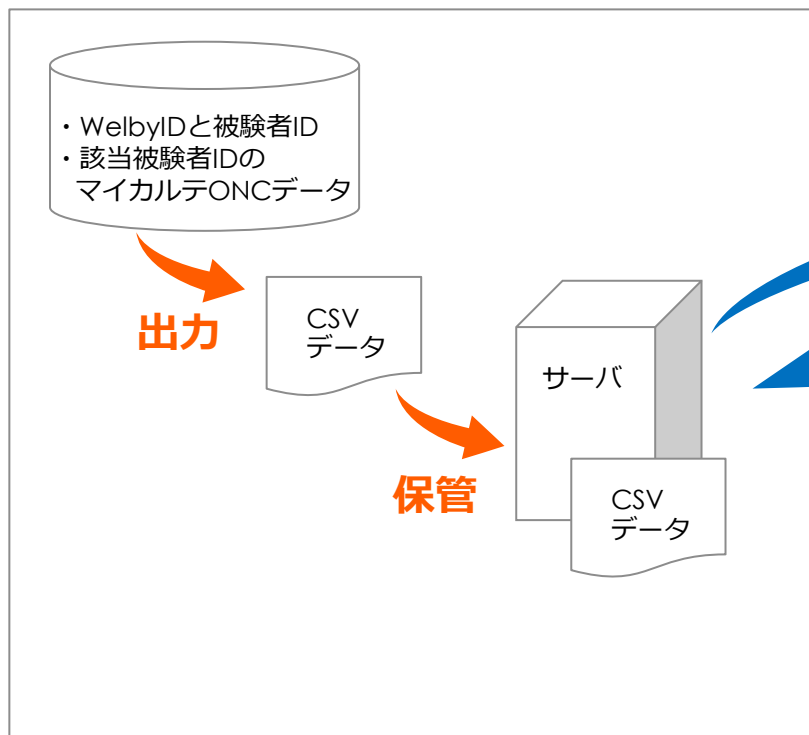 ・WelbyIDと被験者ID
・該当被験者IDの
マイカルテONCデータ
出力
CSV
データ
サーバ
保管
CSV
データ